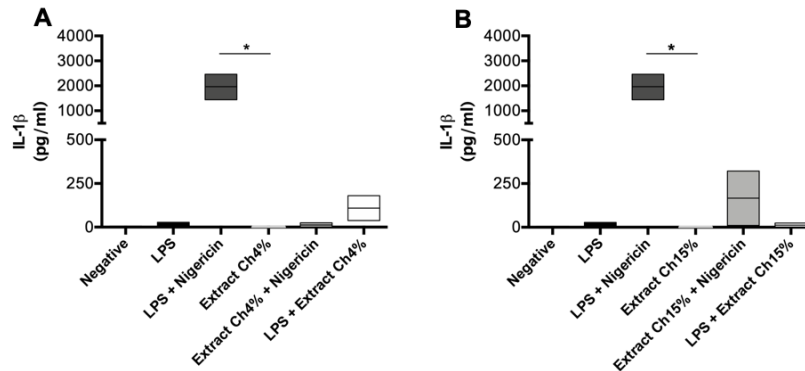 A
IL-1β
(pg/ml)
4000
3000
2000
1000
500
250
0
*
Negative
LPS
LPS + Nigericin
Extract Ch4%
Extract Ch4% + Nigericin
LPS + Extract Ch4%
B
IL-1β
(pg/ml)
4000
3000
2000
1000
500
250
0
*
Negative
LPS
LPS + Nigericin
Extract Ch15%
Extract Ch15% + Nigericin
LPS + Extract Ch15%